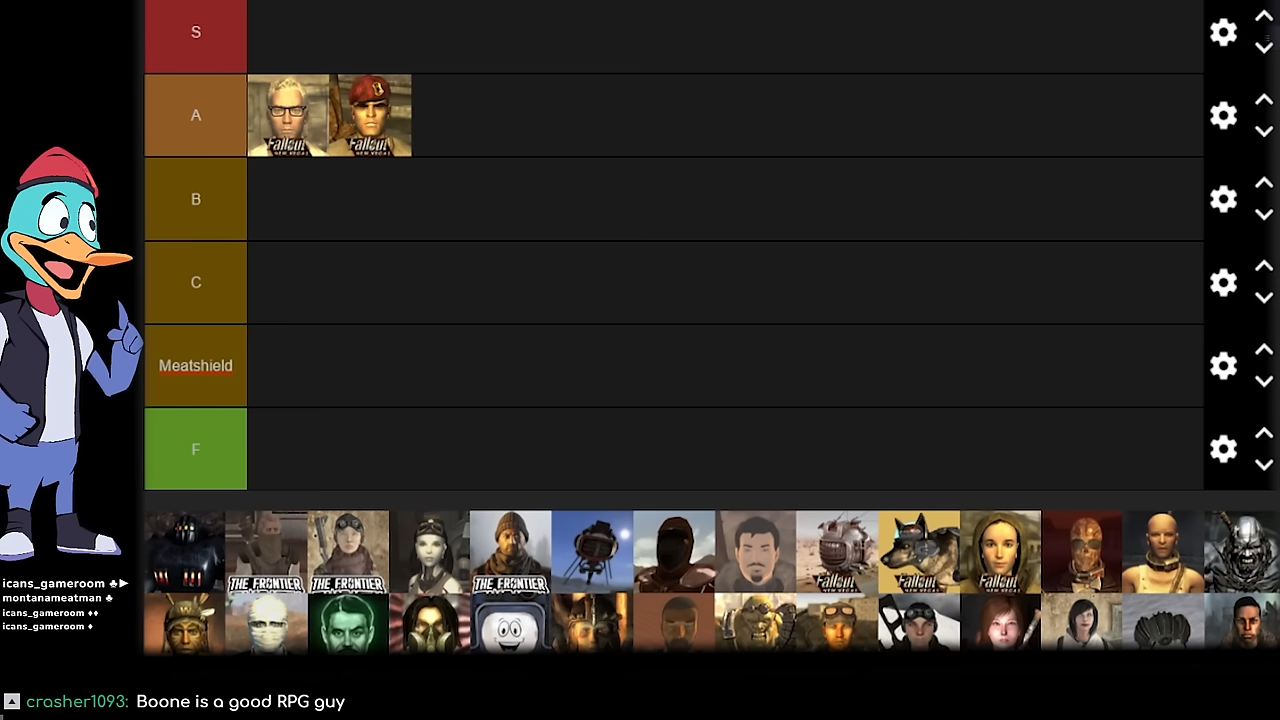 S
A
Fallout
NEW VEGAS
Fallout
NEW VEGAS
B
C
Meatshield
F
THE FRONTIER
THE FRONTIER
THE FRONTIER
Fallout
Fallout
Fallout
icans_gameroom
montanameatman
icans_gameroom
icans_gameroom
crasher1093: Boone is a good RPG guy